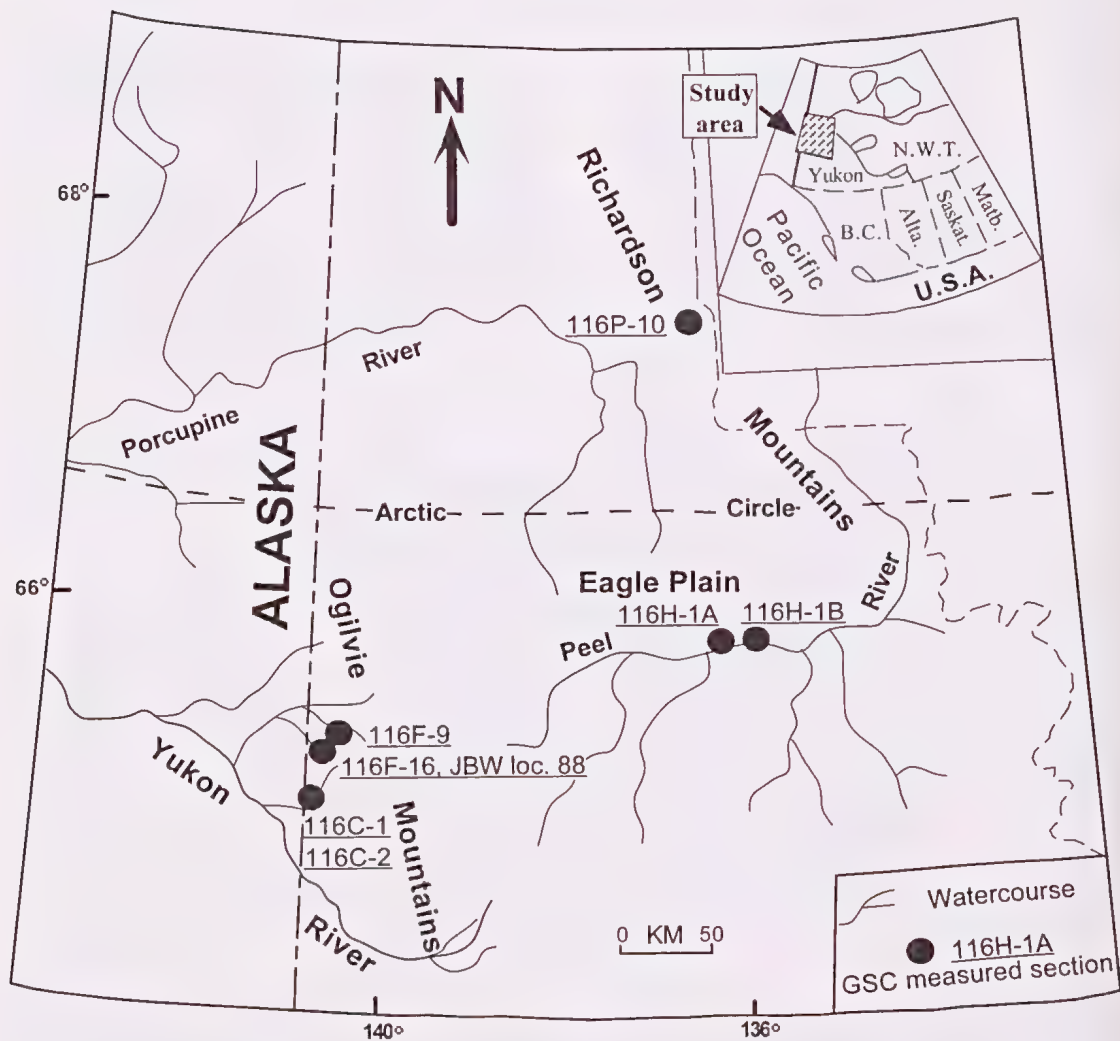 N
Study
area
N.W.T.
Yukon
B.C.
Alta.
Saskat.
Matb.
Pacific
Ocean
U.S.A.
68°
Richardson
116P-10
River
Porcupine
Mountains
ALASKA
Arctic
Circle
66°
Ogilvie
Eagle Plain
River
116H-1A
116H-1B
Peel
Yukon
116F-9
116F-16, JBW loc. 88
116C-1
116C-2
Mountains
River
0 KM 50
Watercourse
116H-1A
GSC measured section
140°
136°